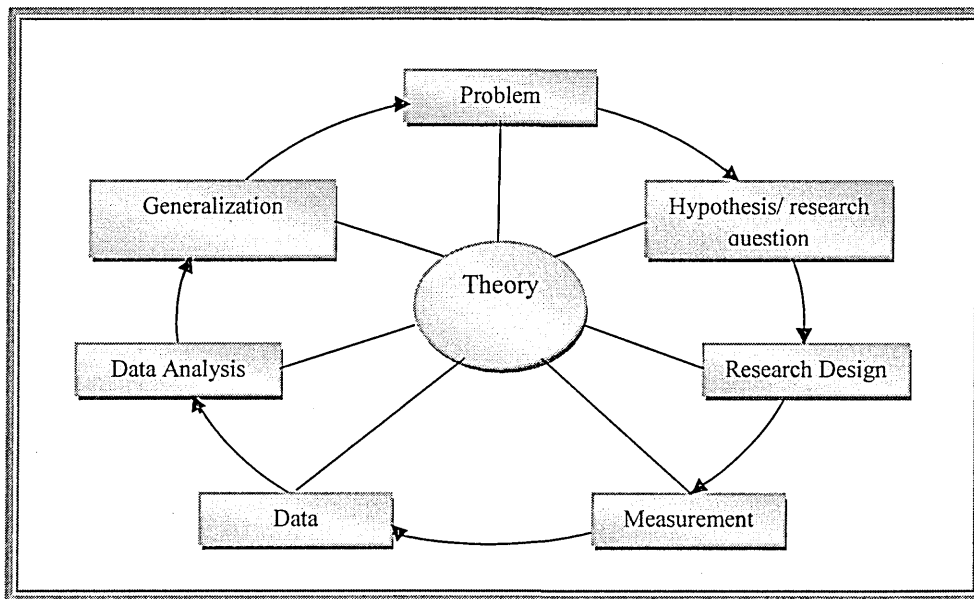 Problem
Generalization
Hypothesis/ research
question
Theory
Data Analysis
Research Design
Data
Measurement